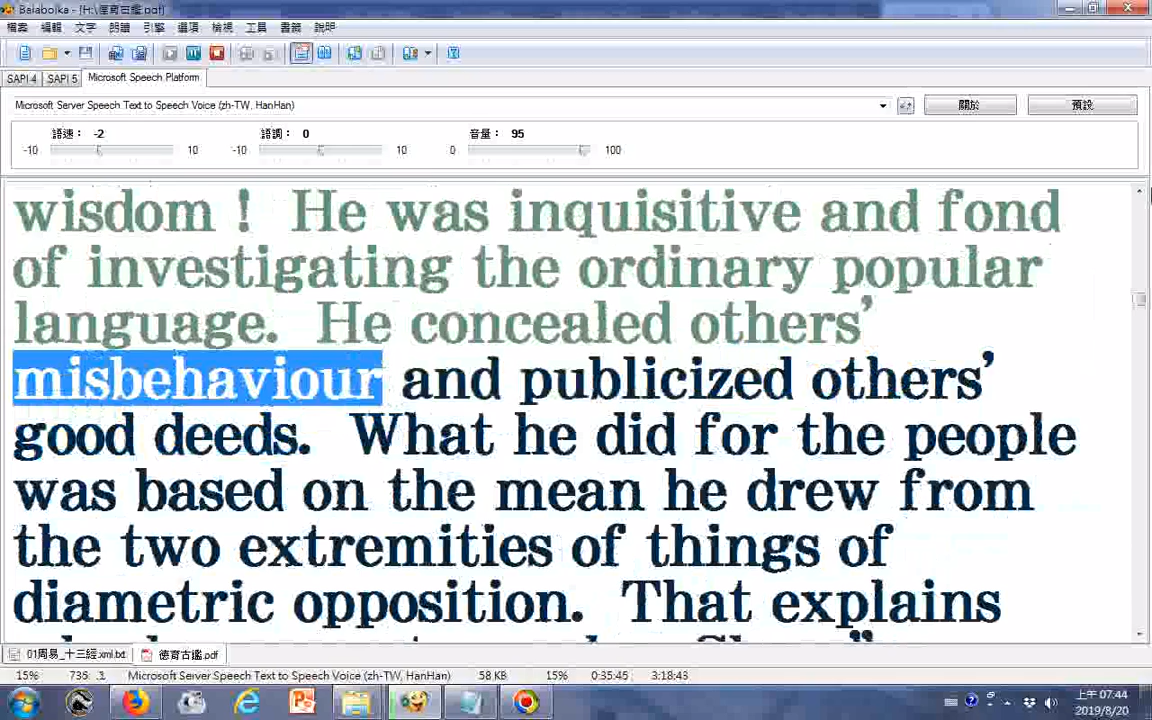 Balabolka - [H:\德育古鑑.pdf]
檔案 編輯 文字 朗讀 引擎 選項 檢視 工具 書籤 說明
SAPI 4 SAPI 5 Microsoft Speech Platform
Microsoft Server Speech Text to Speech Voice (zh-TW, HanHan) 關於 預設
語速： -2 語調： 0 音量： 95
-10 10 -10 10 0 100
wisdom ! He was inquisitive and fond
of investigating the ordinary popular
language. He concealed others’
misbehaviour and publicized others’
good deeds. What he did for the people
was based on the mean he drew from
the two extremities of things of
diametric opposition. That explains
01周易_十三經.xml.txt 德育古鑑.pdf
15% 735: 1 Microsoft Server Speech Text to Speech Voice (zh-TW, HanHan) 58 KB 15% 0:35:45 3:18:43
上午 07:44
2019/8/20